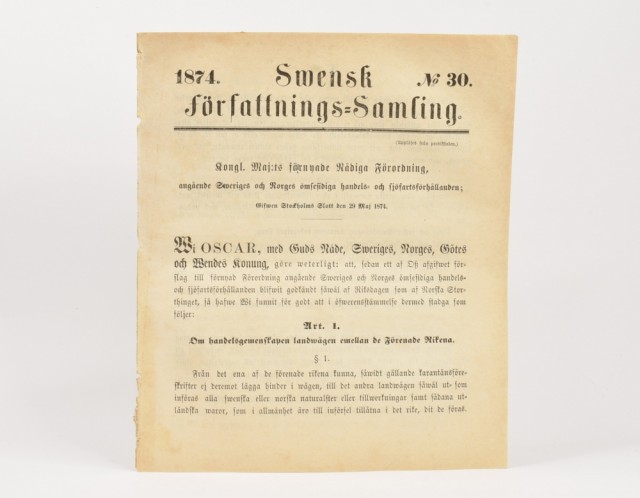 1874. Swensk № 30.
Författnings=Samling.
(Uppläses från predikstolen.)
Kongl. Maj:ts förnyade Nådiga Förordning,
angående Sweriges och Norges ömsesidiga handels- och sjöfartsförhållanden;
Gifwen Stockholms Slott den 29 Maj 1874.
Wi OSCAR, med Guds Nåde, Sweriges, Norges, Götes
och Wendes Konung, göre weterligt: att, sedan ett af Oß afgifwet för-
slag till förnyad Förordning angående Sweriges och Norges ömsesidiga handels-
och sjöfartsförhållanden blifwit godkändt såwäl af Riksdagen som af Norska Stor-
thinget, så hafwe Wi funnit för godt att i öfwerensstämmelse dermed stadga som
följer:
Art. 1.
Om handelsgemenskapen landwägen emellan de Förenade Rikena.
§ 1.
Från det ena af de förenade rikena kunna, såwidt gällande karantänsföre-
skrifter ej deremot lägga hinder i wägen, till det andra landwägen såwäl ut- som
införas alla swenska eller norska naturalster eller tillwerkningar samt sådana ut-
ländska waror, som i allmänhet äro till införsel tillåtna i det rike, dit de föras.